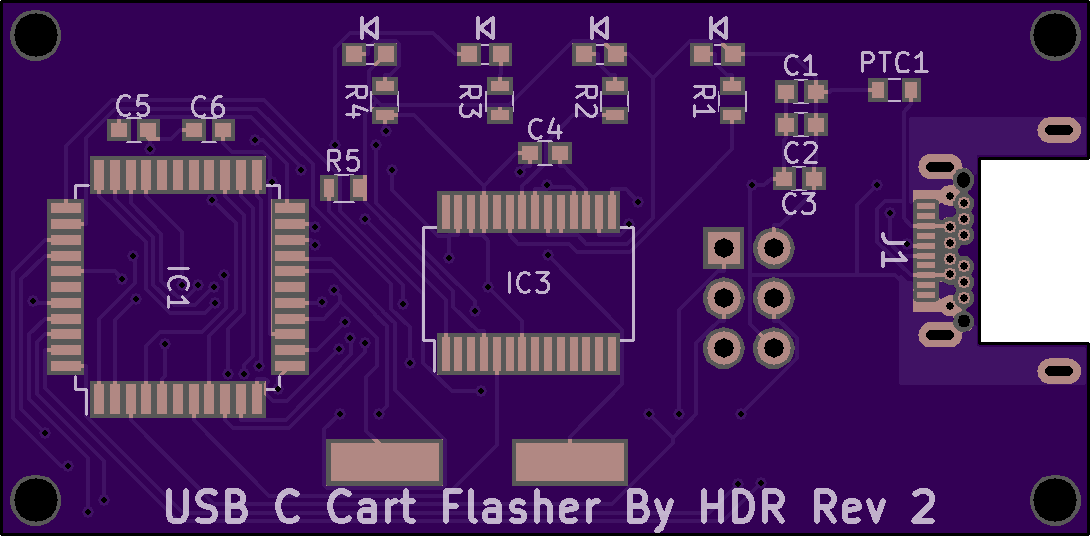 C1
PTC1
R4
R3
R2
R1
C5
C6
C4
C2
R5
C3
J1
IC1
IC3
USB C Cart Flasher By HDR Rev 2